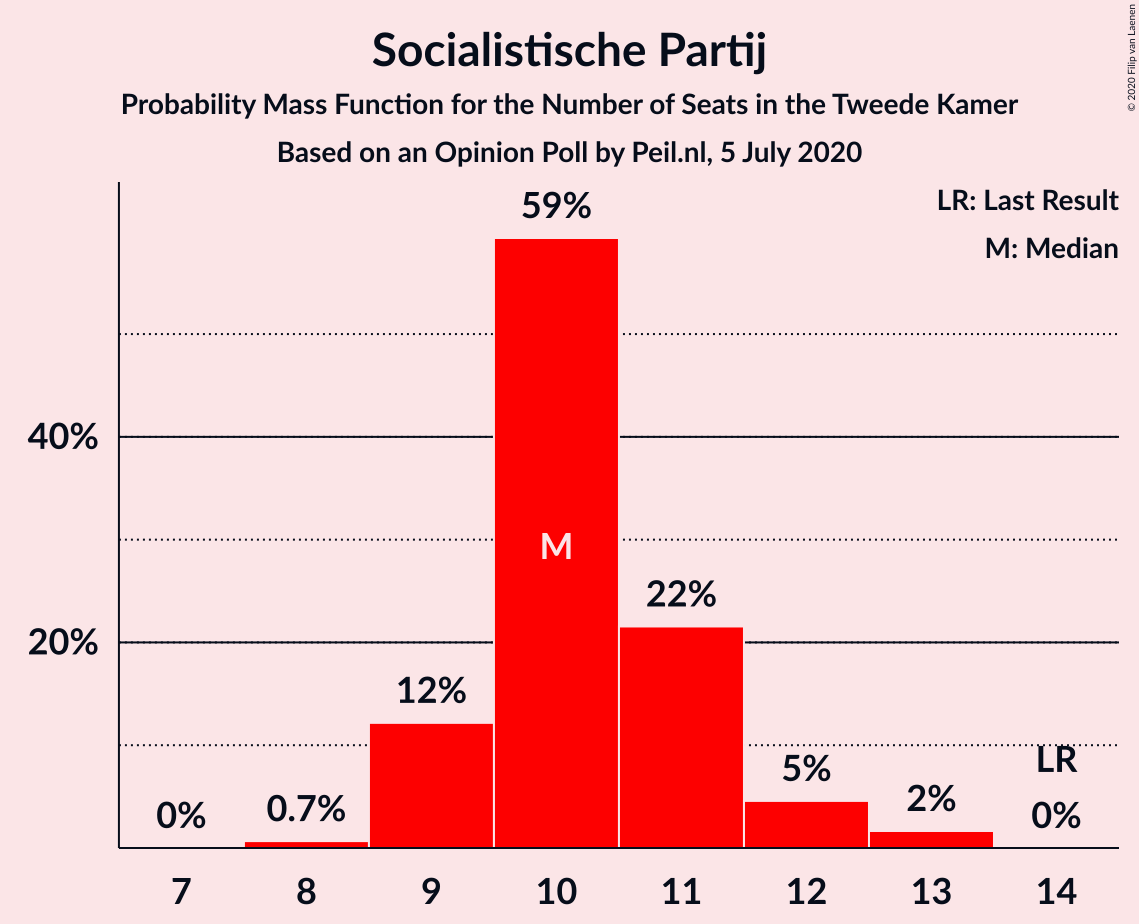 Socialistische Partij
Probability Mass Function for the Number of Seats in the Tweede Kamer
Based on an Opinion Poll by Peil.nl, 5 July 2020
© 2020 Filip van Laenen
LR: Last Result
M: Median
59%
40%
M
22%
20%
12%
LR
5%
2%
0.7%
0%
0%
7 8 9 10 11 12 13 14